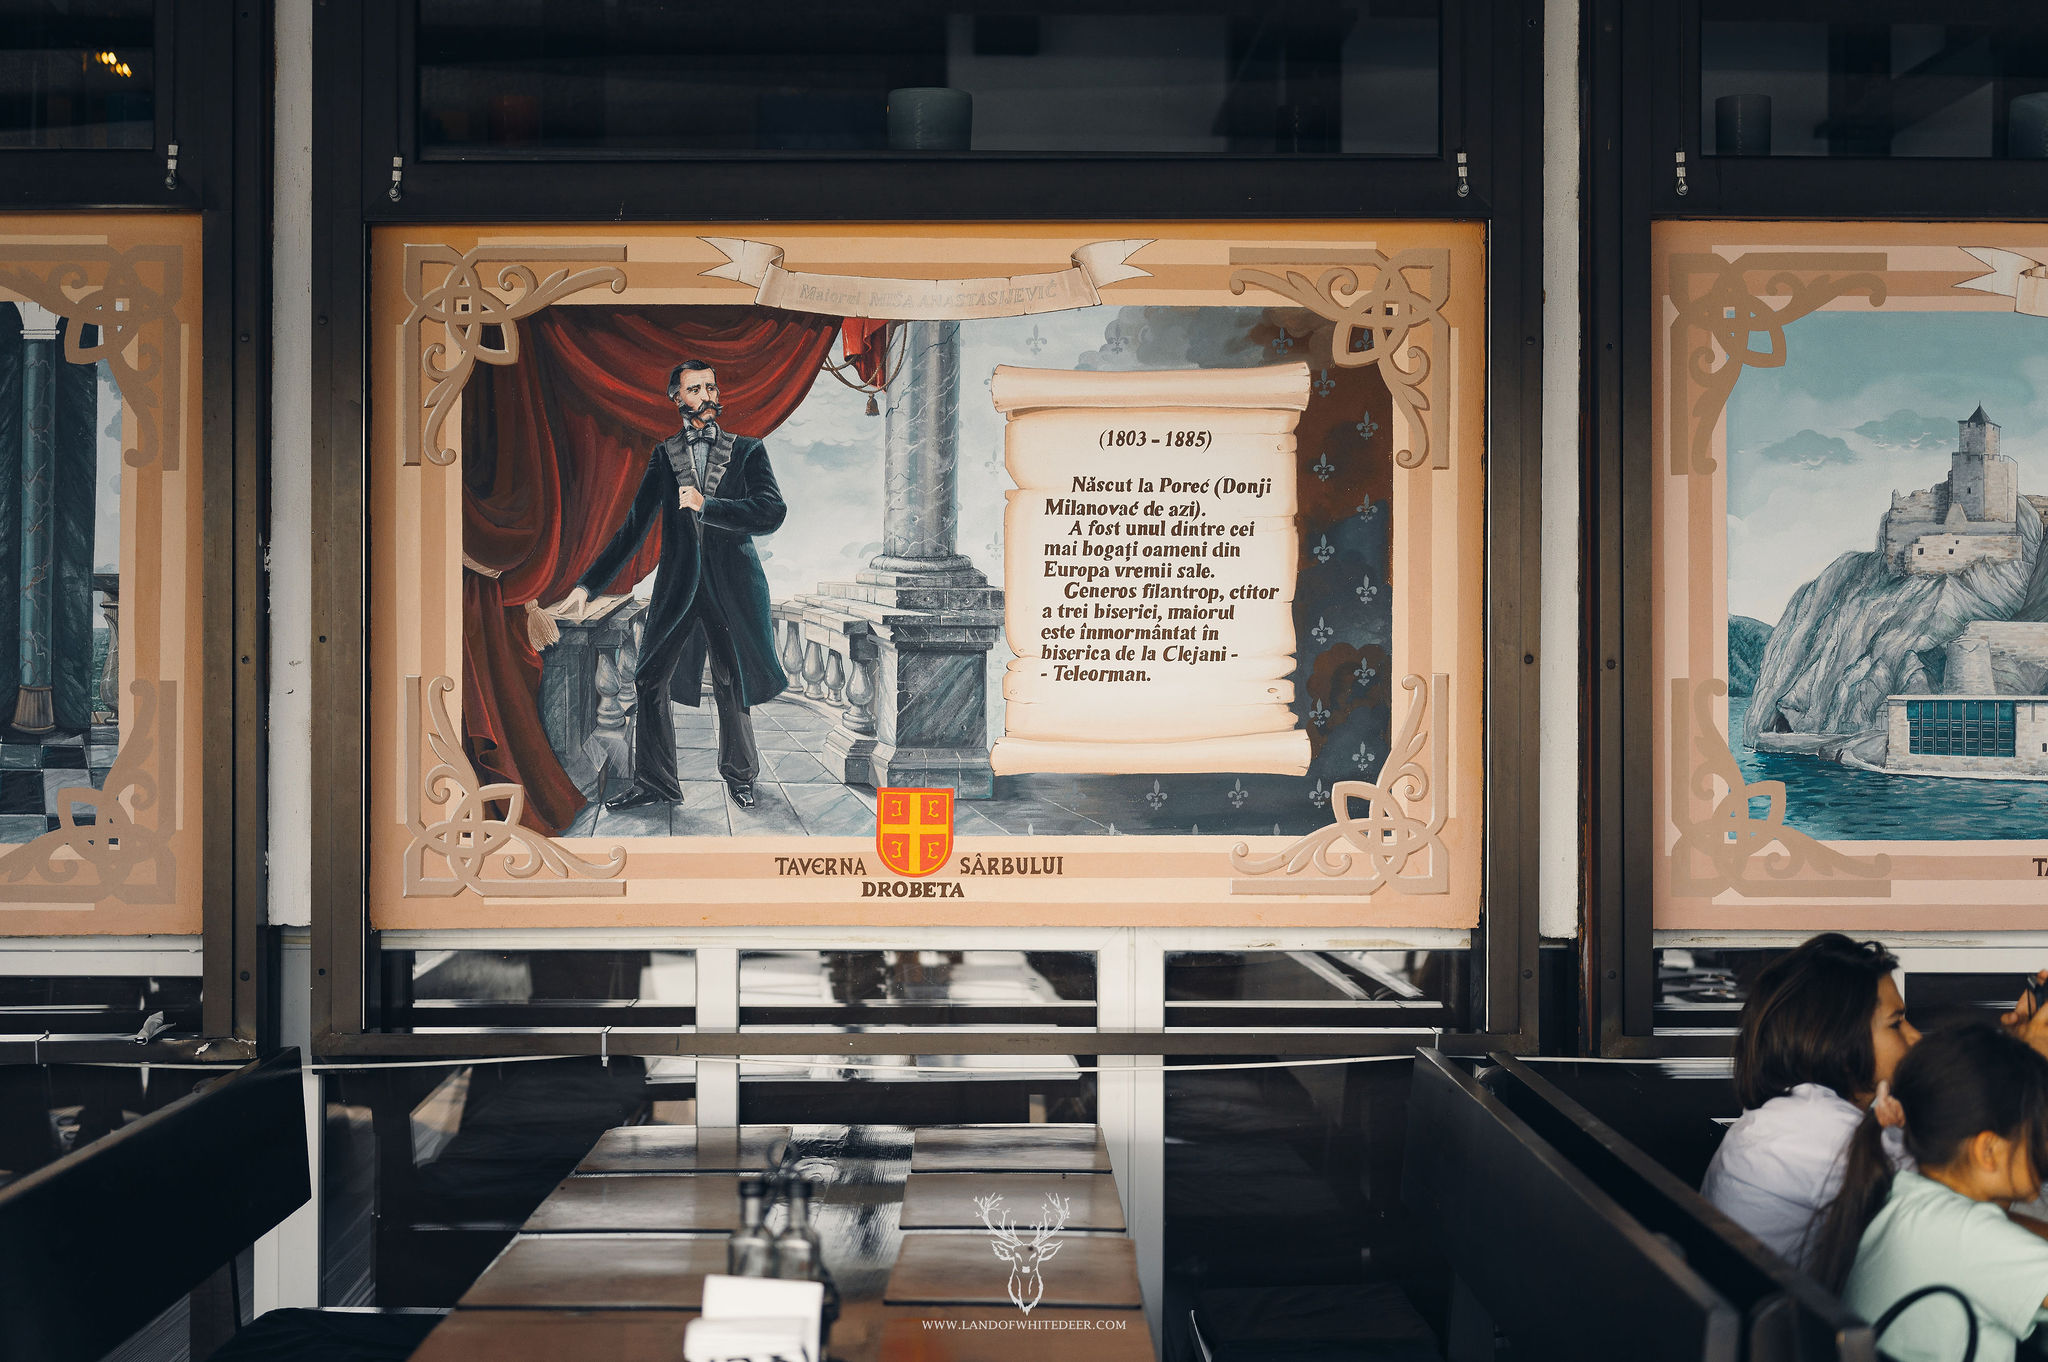 Maiorul MIŠA ANASTASIJEVIĆ
(1803 - 1885)
Născut la Poreć (Donji
Milanovać de azi).
A fost unul dintre cei
mai bogați oameni din
Europa vremii sale.
Generos filantrop, ctitor
a trei biserici, maiorul
este înmormântat în
biserica de la Clejani -
- Teleorman.
TAVERNA SÂRBULUI
DROBETA
WWW.LANDOFWHITEDEER.COM